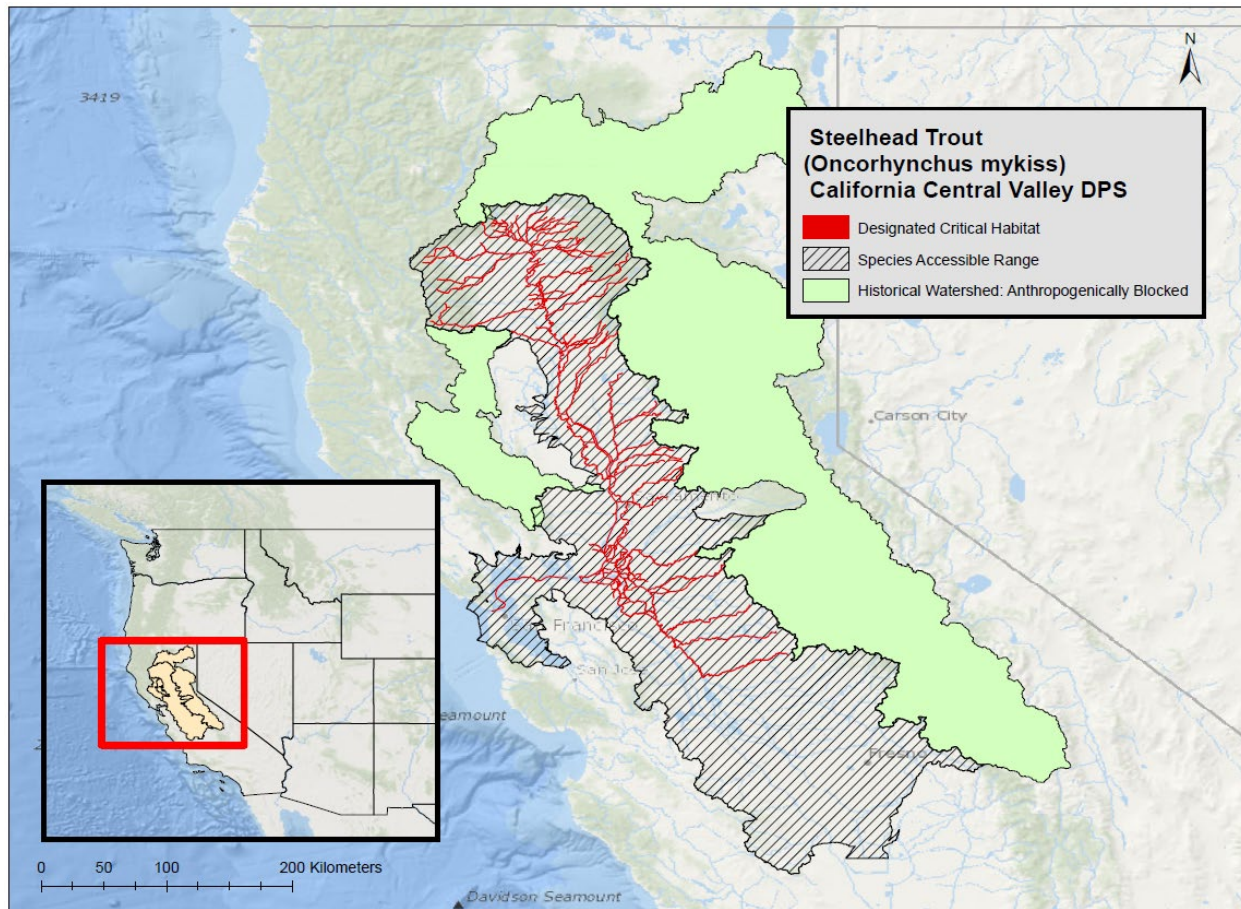 3419
N
Steelhead Trout
(Oncorhynchus mykiss)
California Central Valley DPS
Designated Critical Habitat
Species Accessible Range
Historical Watershed: Anthropogenically Blocked
Carson City
Sacramento
San Francisco
San Jose
Seamount
Fresno
0 50 100 200 Kilometers
Davidson Seamount